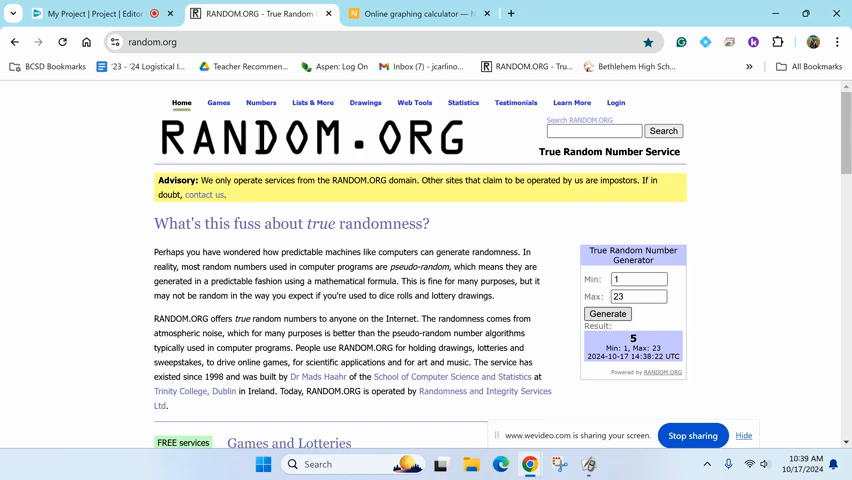 My Project | Project | Editor
RANDOM.ORG - True Random
Online graphing calculator —
random.org
BCSD Bookmarks
'23 - '24 Logistical I...
Teacher Recommen...
Aspen: Log On
Inbox (7) - jcarlino...
RANDOM.ORG - Tru...
Bethlehem High Sch...
All Bookmarks
Home Games Numbers Lists & More Drawings Web Tools Statistics Testimonials Learn More Login
RANDOM.ORG
Search RANDOM.ORG
Search
True Random Number Service
Advisory: We only operate services from the RANDOM.ORG domain. Other sites that claim to be operated by us are impostors. If in
doubt, contact us.
What's this fuss about true randomness?
Perhaps you have wondered how predictable machines like computers can generate randomness. In
reality, most random numbers used in computer programs are pseudo-random, which means they are
generated in a predictable fashion using a mathematical formula. This is fine for many purposes, but it
may not be random in the way you expect if you're used to dice rolls and lottery drawings.
RANDOM.ORG offers true random numbers to anyone on the Internet. The randomness comes from
atmospheric noise, which for many purposes is better than the pseudo-random number algorithms
typically used in computer programs. People use RANDOM.ORG for holding drawings, lotteries and
sweepstakes, to drive online games, for scientific applications and for art and music. The service has
existed since 1998 and was built by Dr Mads Haahr of the School of Computer Science and Statistics at
Trinity College, Dublin in Ireland. Today, RANDOM.ORG is operated by Randomness and Integrity Services
Ltd.
True Random Number
Generator
Min: 1
Max: 23
Generate
Result:
5
Min: 1, Max: 23
2024-10-17 14:38:22 UTC
Powered by RANDOM.ORG
FREE services
Games and Lotteries
www.wevideo.com is sharing your screen.
Stop sharing
Hide
Search
10:39 AM
10/17/2024